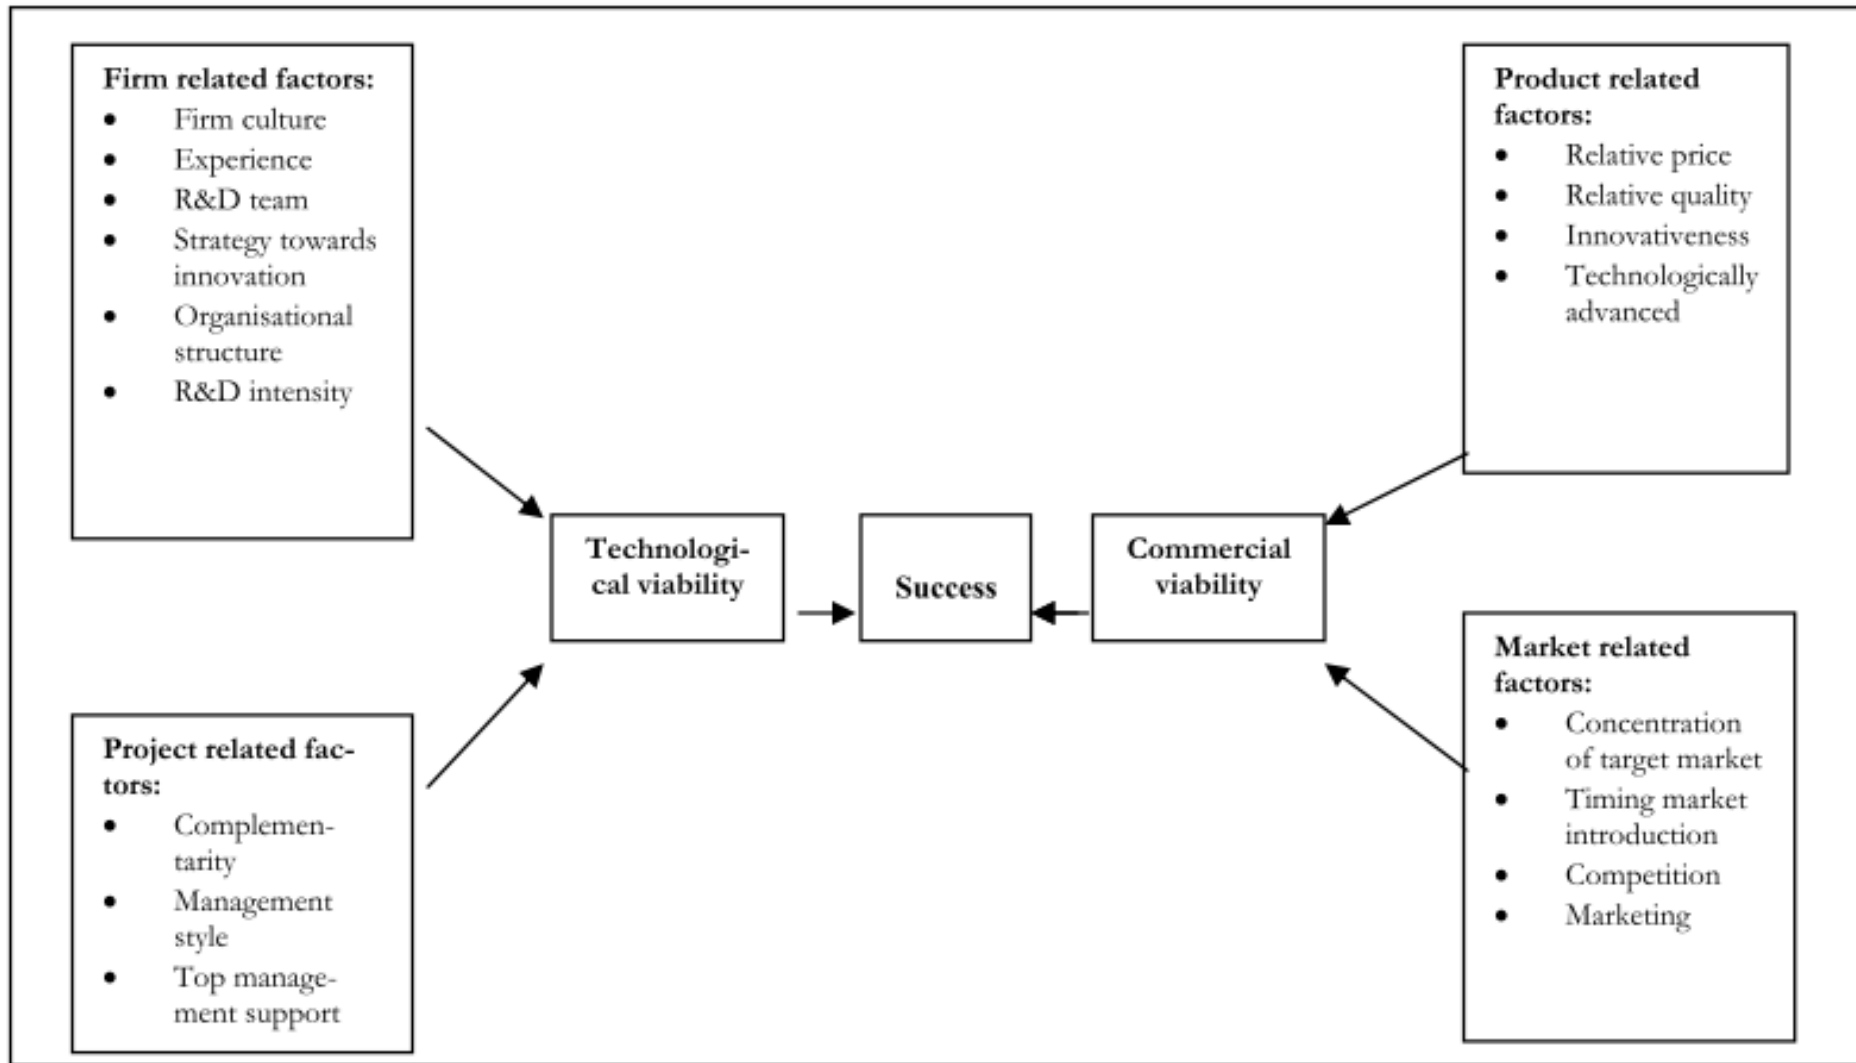 Firm related factors:
• Firm culture
• Experience
• R&D team
• Strategy towards
innovation
• Organisational
structure
• R&D intensity
Project related fac-
tors:
• Complemen-
tarity
• Management
style
• Top manage-
ment support
Technologi-
cal viability
Success
Commercial
viability
Product related
factors:
• Relative price
• Relative quality
• Innovativeness
• Technologically
advanced
Market related
factors:
• Concentration
of target market
• Timing market
introduction
• Competition
• Marketing